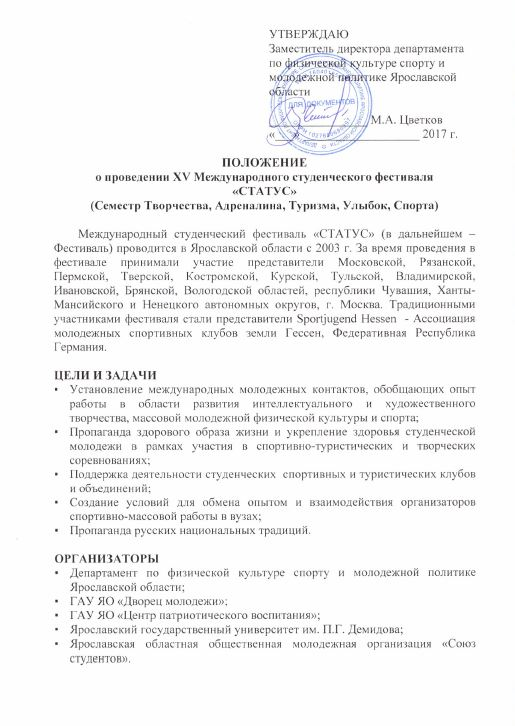 УТВЕРЖДАЮ
Заместитель директора департамента
по физической культуре спорту и
молодежной политике Ярославской
области
ДЛЯ ДОКУМЕНТОВ
М.А. Цветков
«___»____________________ 2017 г.
ПОЛОЖЕНИЕ
о проведении XV Международного студенческого фестиваля
«СТАТУС»
(Семестр Творчества, Адреналина, Туризма, Улыбок, Спорта)
Международный студенческий фестиваль «СТАТУС» (в дальнейшем –
Фестиваль) проводится в Ярославской области с 2003 г. За время проведения в
фестивале принимали участие представители Московской, Рязанской,
Пермской, Тверской, Костромской, Курской, Тульской, Владимирской,
Ивановской, Брянской, Вологодской областей, республики Чувашия, Ханты-
Мансийского и Ненецкого автономных округов, г. Москва. Традиционными
участниками фестиваля стали представители Sportjugend Hessen - Ассоциация
молодежных спортивных клубов земли Гессен, Федеративная Республика
Германия.
ЦЕЛИ И ЗАДАЧИ
▪ Установление международных молодежных контактов, обобщающих опыт
работы в области развития интеллектуального и художественного
творчества, массовой молодежной физической культуры и спорта;
▪ Пропаганда здорового образа жизни и укрепление здоровья студенческой
молодежи в рамках участия в спортивно-туристических и творческих
соревнованиях;
▪ Поддержка деятельности студенческих спортивных и туристических клубов
и объединений;
▪ Создание условий для обмена опытом и взаимодействия организаторов
спортивно-массовой работы в вузах;
▪ Пропаганда русских национальных традиций.
ОРГАНИЗАТОРЫ
▪ Департамент по физической культуре спорту и молодежной политике
Ярославской области;
▪ ГАУ ЯО «Дворец молодежи»;
▪ ГАУ ЯО «Центр патриотического воспитания»;
▪ Ярославский государственный университет им. П.Г. Демидова;
▪ Ярославская областная общественная молодежная организация «Союз
студентов».